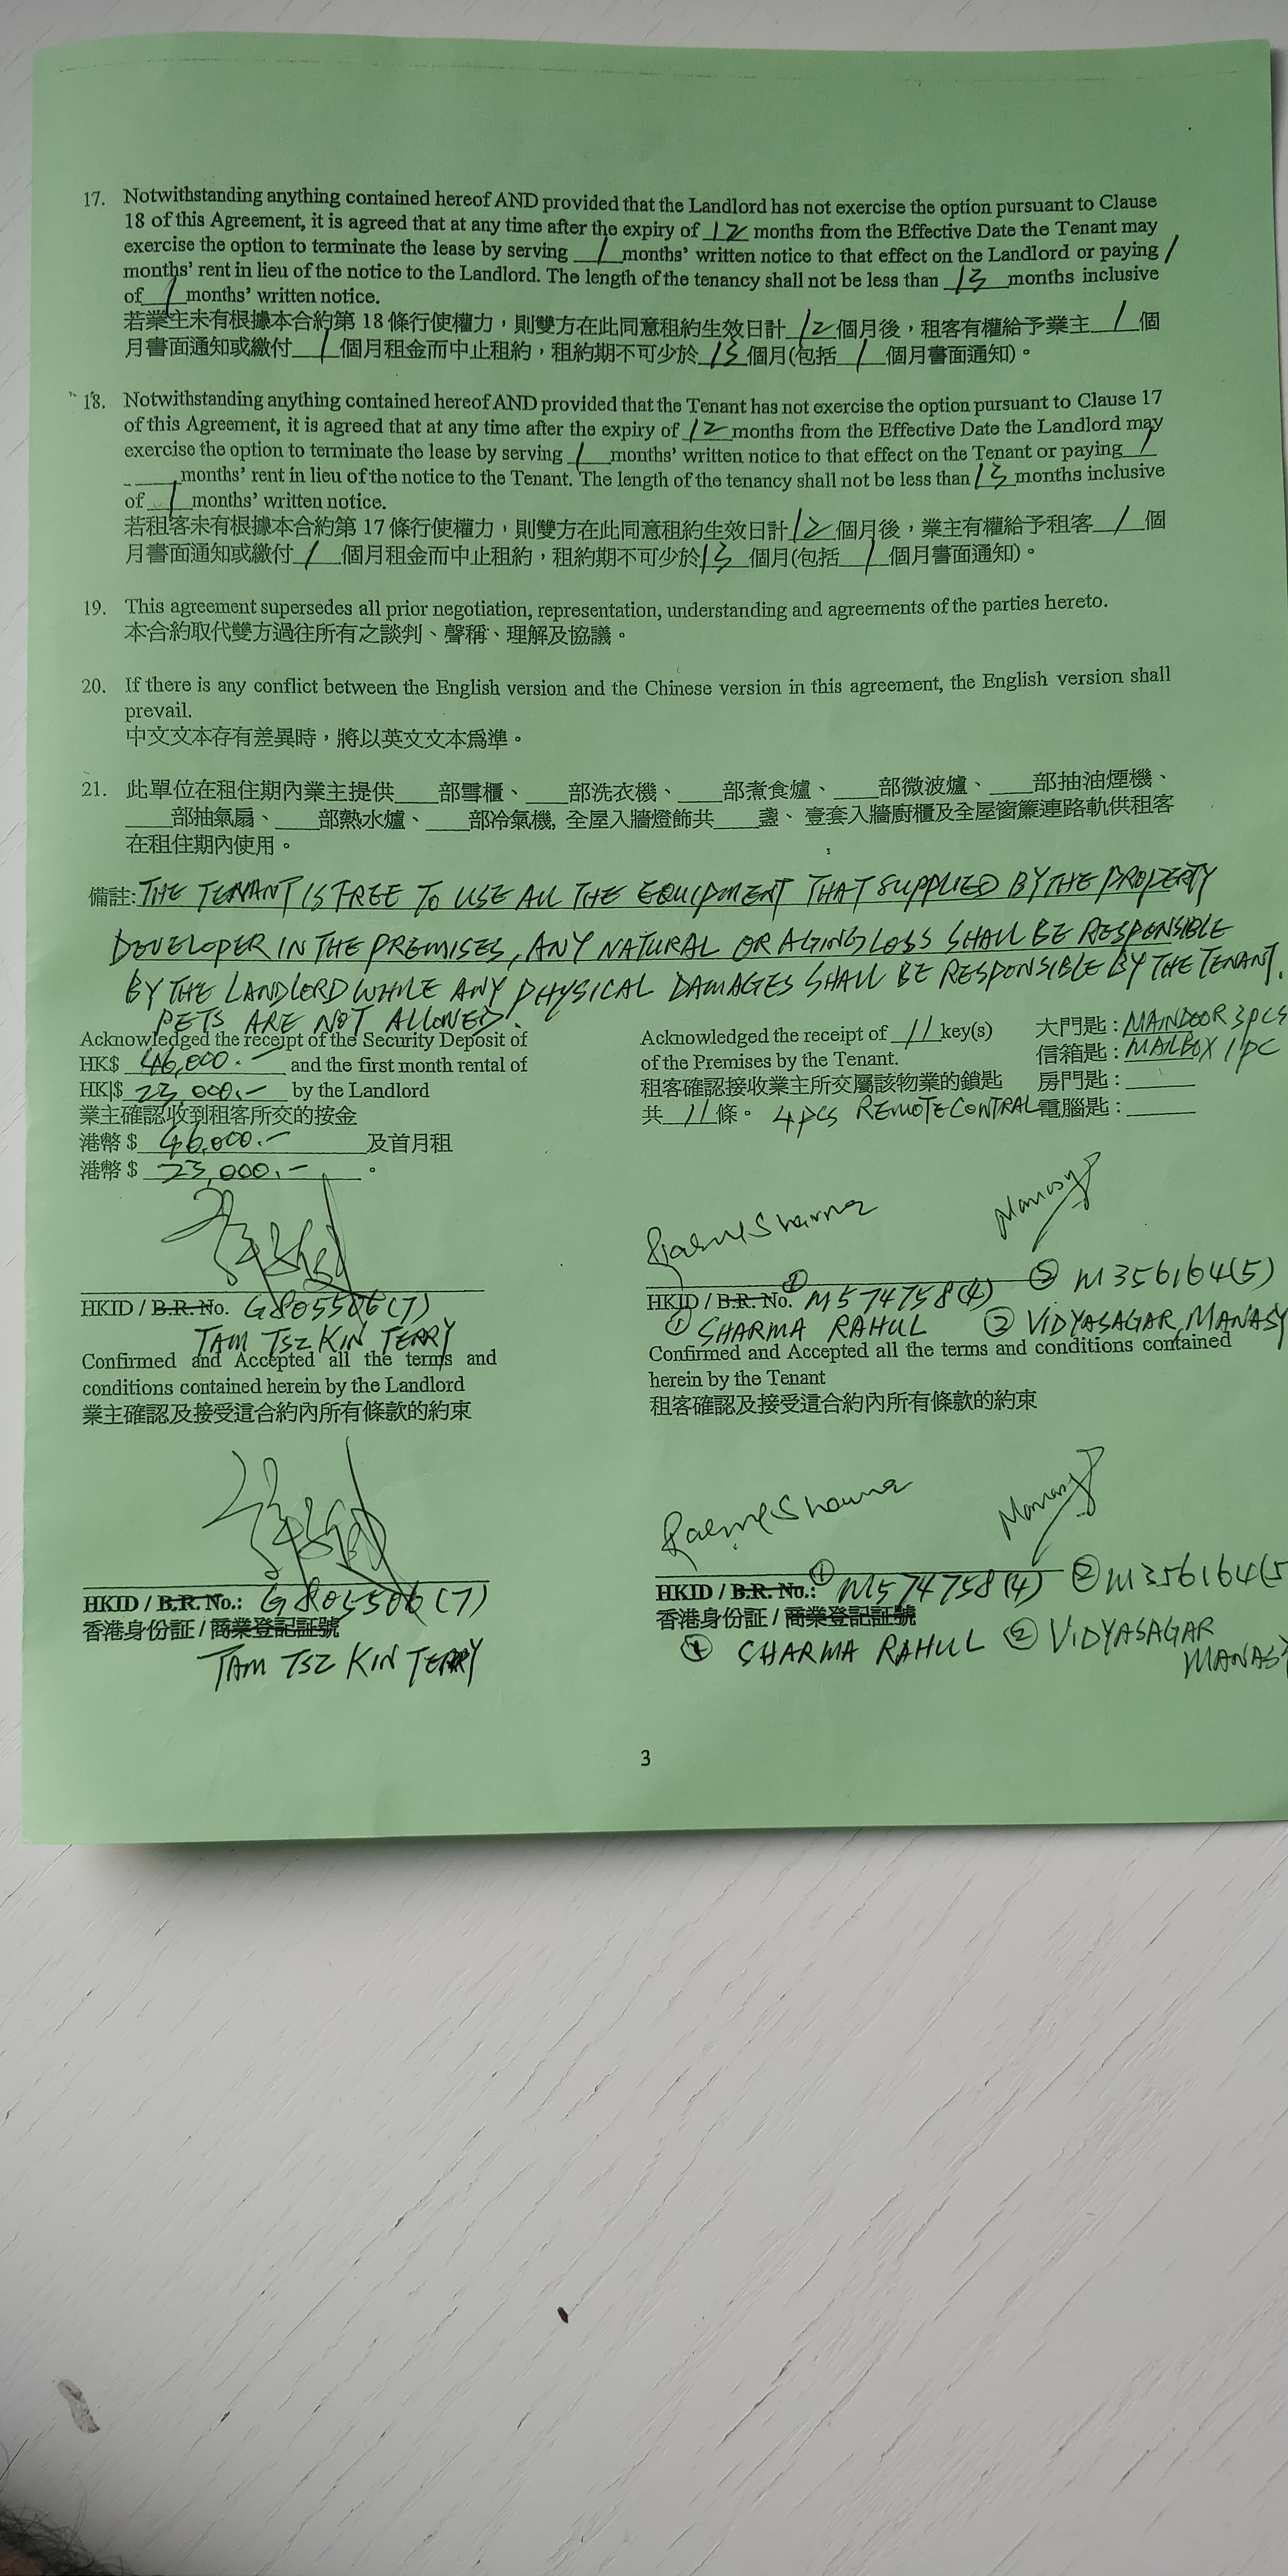 17. Notwithstanding anything contained hereof AND provided that the Landlord has not exercise the option pursuant to Clause
18 of this Agreement, it is agreed that at any time after the expiry of 12 months from the Effective Date the Tenant may
exercise the option to terminate the lease by serving 1 months' written notice to that effect on the Landlord or paying 1
months' rent in lieu of the notice to the Landlord. The length of the tenancy shall not be less than 13 months inclusive
of 1 months' written notice.
若業主未有根據本合約第 18 條行使權力，則雙方在此同意租約生效日計 12 個月後，租客有權給予業主 1 個
月書面通知或繳付 1 個月租金而中止租約，租約期不可少於 13 個月(包括 1 個月書面通知)。
18. Notwithstanding anything contained hereof AND provided that the Tenant has not exercise the option pursuant to Clause 17
of this Agreement, it is agreed that at any time after the expiry of 12 months from the Effective Date the Landlord may
exercise the option to terminate the lease by serving 1 months' written notice to that effect on the Tenant or paying 1
____ months' rent in lieu of the notice to the Tenant. The length of the tenancy shall not be less than 13 months inclusive
of 1 months' written notice.
若租客未有根據本合約第 17 條行使權力，則雙方在此同意租約生效日計 12 個月後，業主有權給予租客 1 個
月書面通知或繳付 1 個月租金而中止租約，租約期不可少於 13 個月(包括 1 個月書面通知)。
19. This agreement supersedes all prior negotiation, representation, understanding and agreements of the parties hereto.
本合約取代雙方過往所有之談判、聲稱、理解及協議。
20. If there is any conflict between the English version and the Chinese version in this agreement, the English version shall
prevail.
中文文本存有差異時，將以英文文本為準。
21. 此單位在租住期內業主提供____部雪櫃、____部洗衣機、____部煮食爐、____部微波爐、____部抽油煙機、
____部抽氣扇、____部熱水爐、____部冷氣機, 全屋入牆燈飾共____盞、壹套入牆廚櫃及全屋窗簾連路軌供租客
在租住期內使用。
備註: THE TENANT IS FREE TO USE ALL THE EQUIPMENT THAT SUPPLIED BY THE PROPERTY
DEVELOPER IN THE PREMISES, ANY NATURAL OR AGING LOSS SHALL BE RESPONSIBLE
BY THE LANDLORD WHILE ANY PHYSICAL DAMAGES SHALL BE RESPONSIBLE BY THE TENANT.
PETS ARE NOT ALLOWED.
Acknowledged the receipt of the Security Deposit of
HK$ 46,000.- and the first month rental of
HK$ 23,000.- by the Landlord
業主確認收到租客所交的按金
港幣 $ 46,000.- 及首月租
港幣 $ 23,000.- 。
Acknowledged the receipt of 11 key(s)
of the Premises by the Tenant.
租客確認接收業主所交屬該物業的鎖匙
共 11 條。 4 PCS REMOTE CONTRAL
大門匙 : MAINDOOR 3PCS
信箱匙 : MAILBOX 1PC
房門匙 : ______
電腦匙 : ______
Rahul Sharma Manasy
HKID / B.R. No. G805506(7)
TAM TSZ KIN TERRY
HKID / B.R. No. ① M574758(4) ② M356164(5)
① SHARMA RAHUL ② VIDYASAGAR MANASY
Confirmed and Accepted all the terms and
conditions contained herein by the Landlord
業主確認及接受這合約內所有條款的約束
Confirmed and Accepted all the terms and conditions contained
herein by the Tenant
租客確認及接受這合約內所有條款的約束
Rahul Sharma Manasy
HKID / B.R. No.: G805506(7)
香港身份証 / 商業登記証號
TAM TSZ KIN TERRY
HKID / B.R. No.: ① M574758(4) ② M356164(5
香港身份証 / 商業登記証號
① SHARMA RAHUL ② VIDYASAGAR
MANASY
3